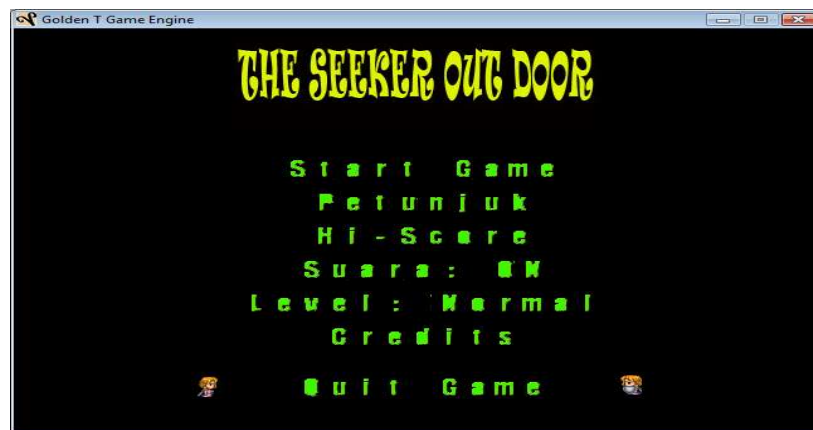 Golden T Game Engine
THE SEEKER OUT DOOR
Start Game
Petunjuk
Hi-Score
Suara: ON
Level: Normal
Credits
Quit Game